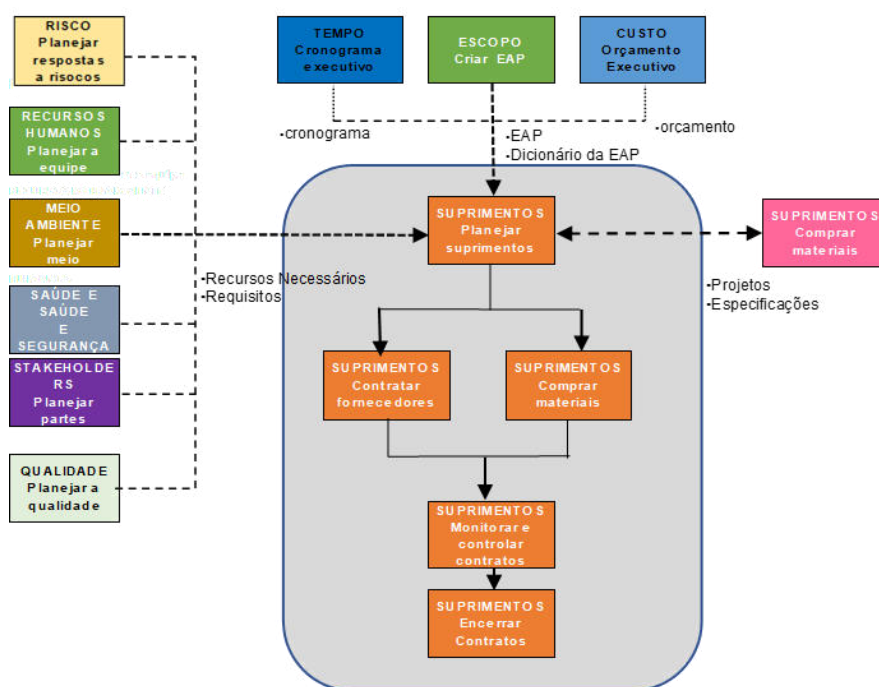 RISCO
Planejar
respostas
a risocos
TEMPO
Cronograma
executivo
ESCOPO
Criar EAP
CUSTO
Orçamento
Executivo
RECURSOS
HUMANOS
Planejar a
equipe
•cronograma
•EAP
•Dicionário da EAP
•orcamento
MEIO
AMBIENTE
Planejar
meio
SUPRIMENTOS
Planejar
suprimentos
SUPRIMENTOS
Comprar
materiais
•Recursos Necessários
•Requisitos
•Projetos
•Especificações
SAÚDE E
SAÚDE
E
SEGURANÇA
STAKEHOLDE
RS
Planejar
partes
SUPRIMENTOS
Contratar
fornecedores
SUPRIMENTOS
Comprar
materiais
QUALIDADE
Planejar a
qualidade
SUPRIMENTOS
Monitorar e
controlar
contratos
SUPRIMENTOS
Encerrar
Contratos